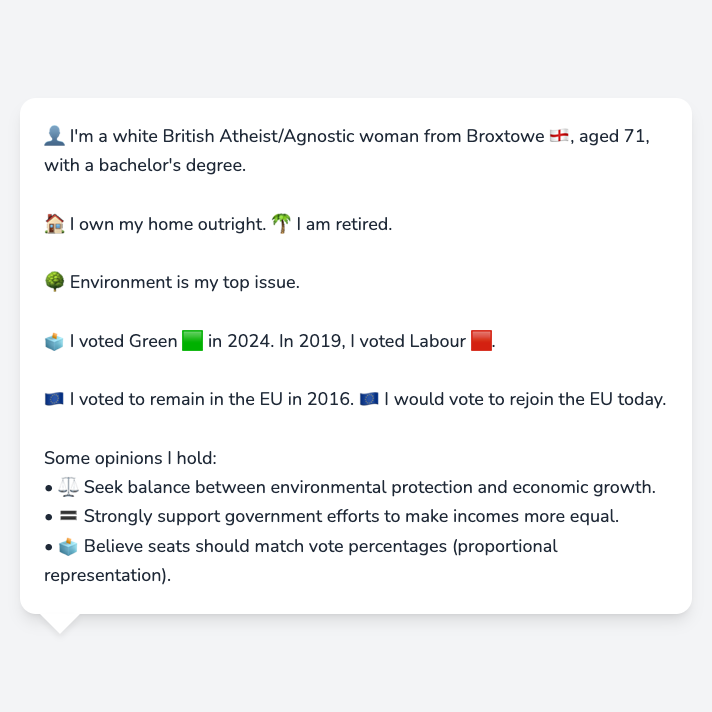 👤 I'm a white British Atheist/Agnostic woman from Broxtowe 🏴󠁧󠁢󠁥󠁮󠁧󠁿, aged 71,
with a bachelor's degree.
🏠 I own my home outright. 🌴 I am retired.
🌳 Environment is my top issue.
🗳️ I voted Green 🟩 in 2024. In 2019, I voted Labour 🟥.
🇪🇺 I voted to remain in the EU in 2016. 🇪🇺 I would vote to rejoin the EU today.
Some opinions I hold:
• ⚖️ Seek balance between environmental protection and economic growth.
• 🟰 Strongly support government efforts to make incomes more equal.
• 🗳️ Believe seats should match vote percentages (proportional
representation).